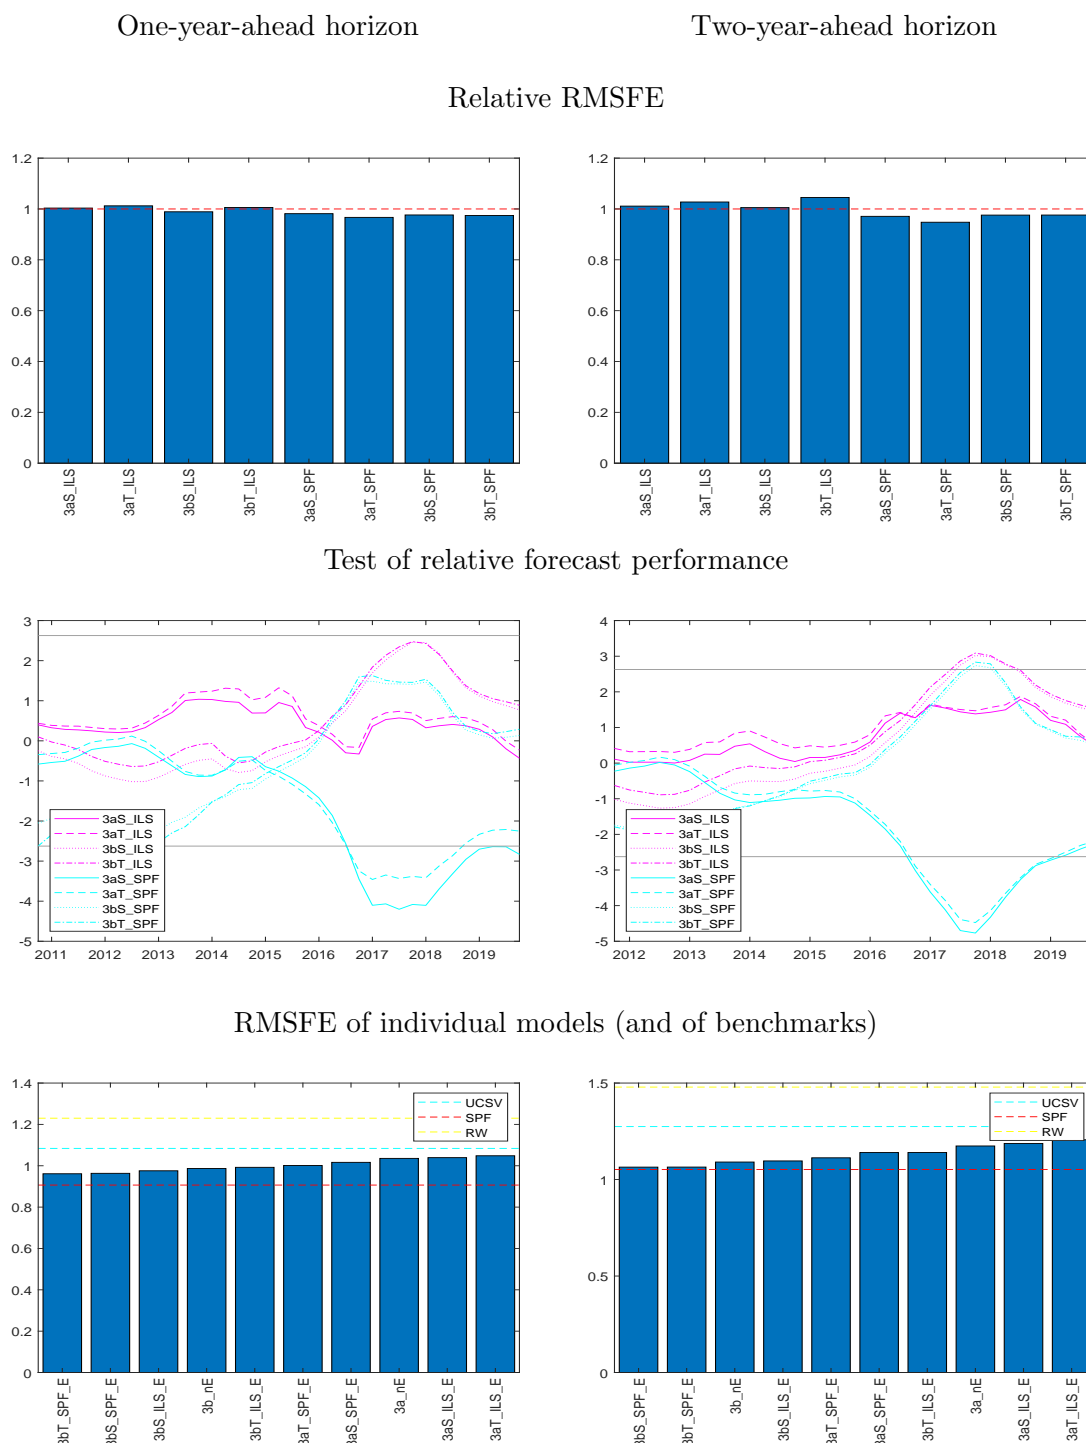 One-year-ahead horizon
Two-year-ahead horizon
Relative RMSFE
1.2
1
0.8
0.6
0.4
0.2
0
3aS_ILS
3aT_ILS
3bS_ILS
3bT_ILS
3aS_SPF
3aT_SPF
3bS_SPF
3bT_SPF
1.2
1
0.8
0.6
0.4
0.2
0
3aS_ILS
3aT_ILS
3bS_ILS
3bT_ILS
3aS_SPF
3aT_SPF
3bS_SPF
3bT_SPF
Test of relative forecast performance
3
2
1
0
-1
-2
-3
-4
-5
3aS_ILS
3aT_ILS
3bS_ILS
3bT_ILS
3aS_SPF
3aT_SPF
3bS_SPF
3bT_SPF
2011 2012 2013 2014 2015 2016 2017 2018 2019
4
3
2
1
0
-1
-2
-3
-4
-5
3aS_ILS
3aT_ILS
3bS_ILS
3bT_ILS
3aS_SPF
3aT_SPF
3bS_SPF
3bT_SPF
2012 2013 2014 2015 2016 2017 2018 2019
RMSFE of individual models (and of benchmarks)
1.4
1.2
1
0.8
0.6
0.4
0.2
0
UCSV
SPF
RW
3bT_SPF_E
3bS_SPF_E
3bS_ILS_E
3b_nE
3bT_ILS_E
3aT_SPF_E
3aS_SPF_E
3a_nE
3aS_ILS_E
3aT_ILS_E
1.5
1
0.5
0
UCSV
SPF
RW
3bS_SPF_E
3bT_SPF_E
3b_nE
3bS_ILS_E
3aT_SPF_E
3aS_SPF_E
3bT_ILS_E
3a_nE
3aS_ILS_E
3aT_ILS_E